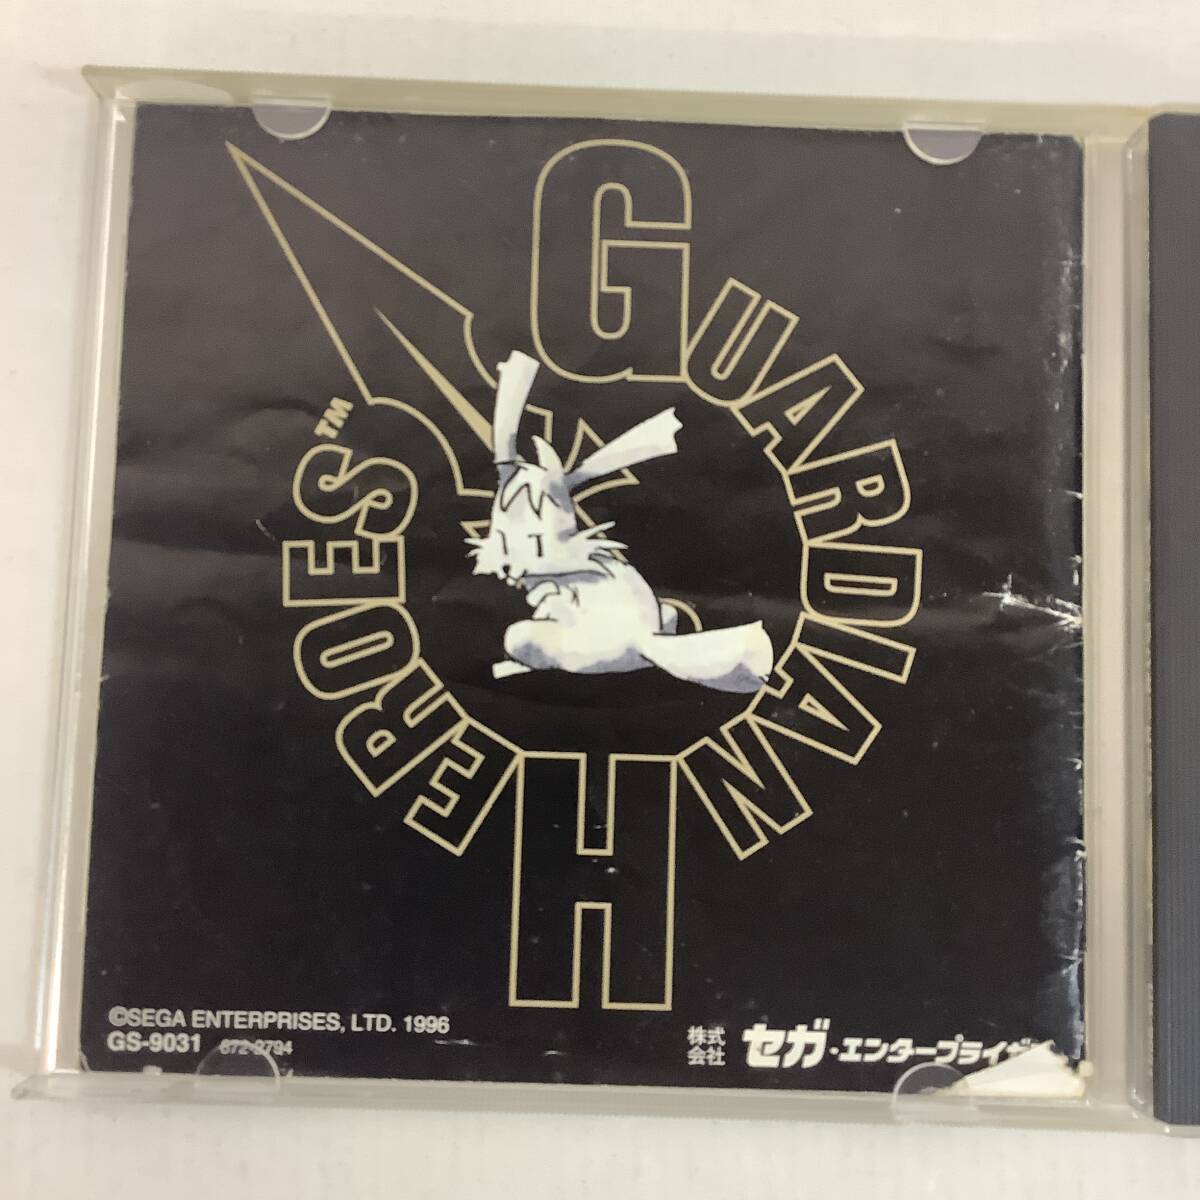 GUARDIAN
HEROES™
©SEGA ENTERPRISES, LTD. 1996
GS-9031 672-2794
株式会社 セガ・エンタープライゼ